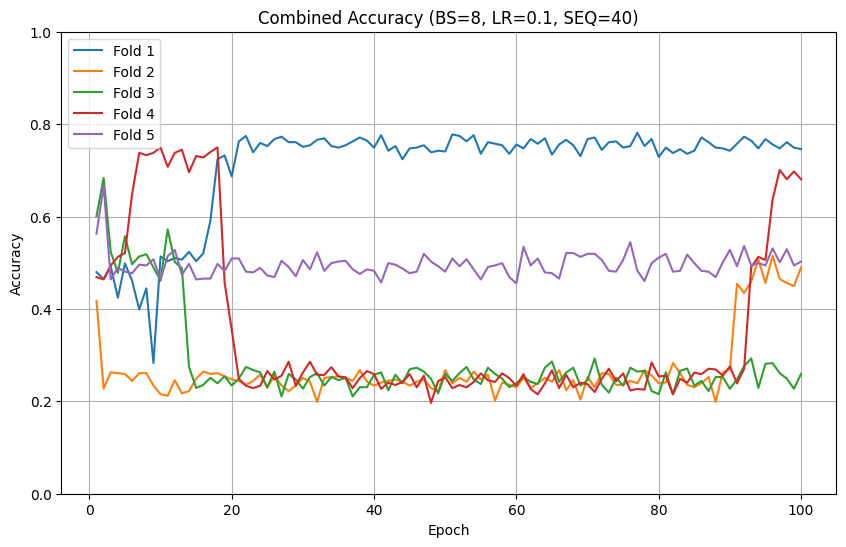 Combined Accuracy (BS=8, LR=0.1, SEQ=40)
Fold 1
Fold 2
Fold 3
Fold 4
Fold 5
Accuracy
1.0
0.8
0.6
0.4
0.2
0.0
0 20 40 60 80 100
Epoch